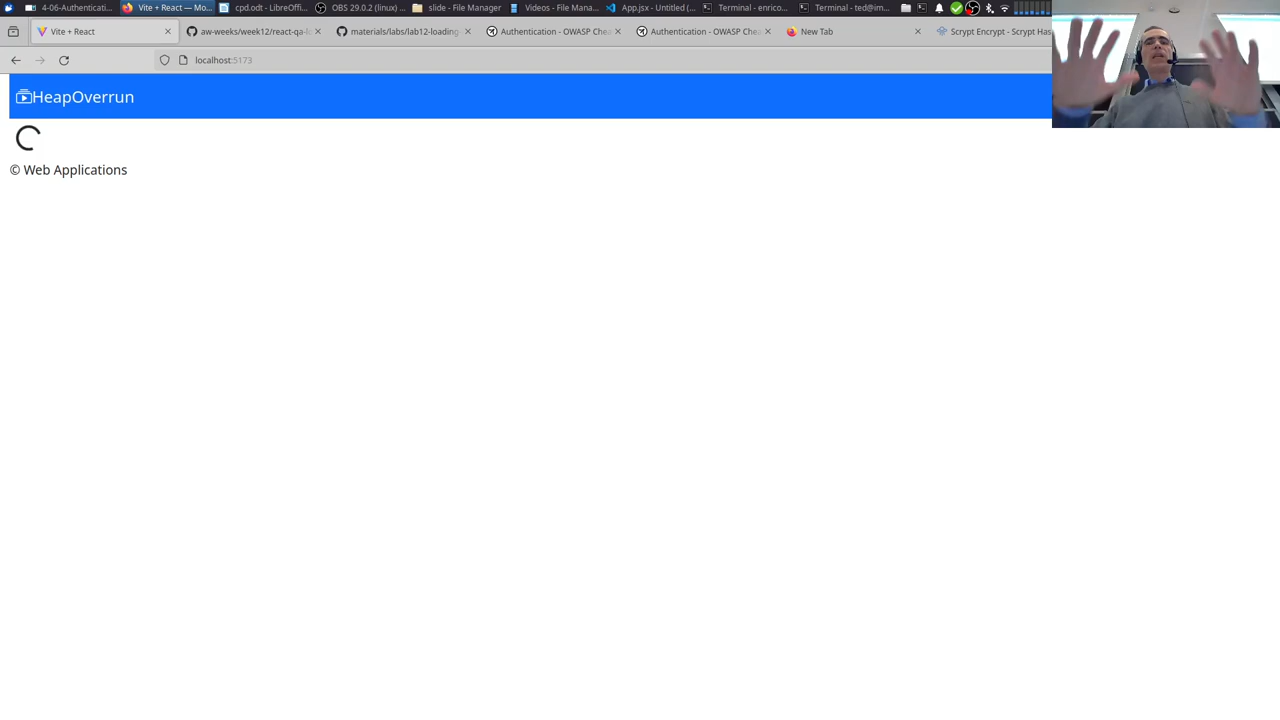 4-06-Authenticati...
Vite + React — Mo...
cpd.odt - LibreOffi...
OBS 29.0.2 (linux) ...
slide - File Manager
Videos - File Mana...
App.jsx - Untitled (...
Terminal - enrico...
Terminal - ted@im...
Vite + React
aw-weeks/week12/react-qa-l
materials/labs/lab12-loading
Authentication - OWASP Chea
Authentication - OWASP Chea
New Tab
Scrypt Encrypt - Scrypt Has
localhost:5173
HeapOverrun
© Web Applications